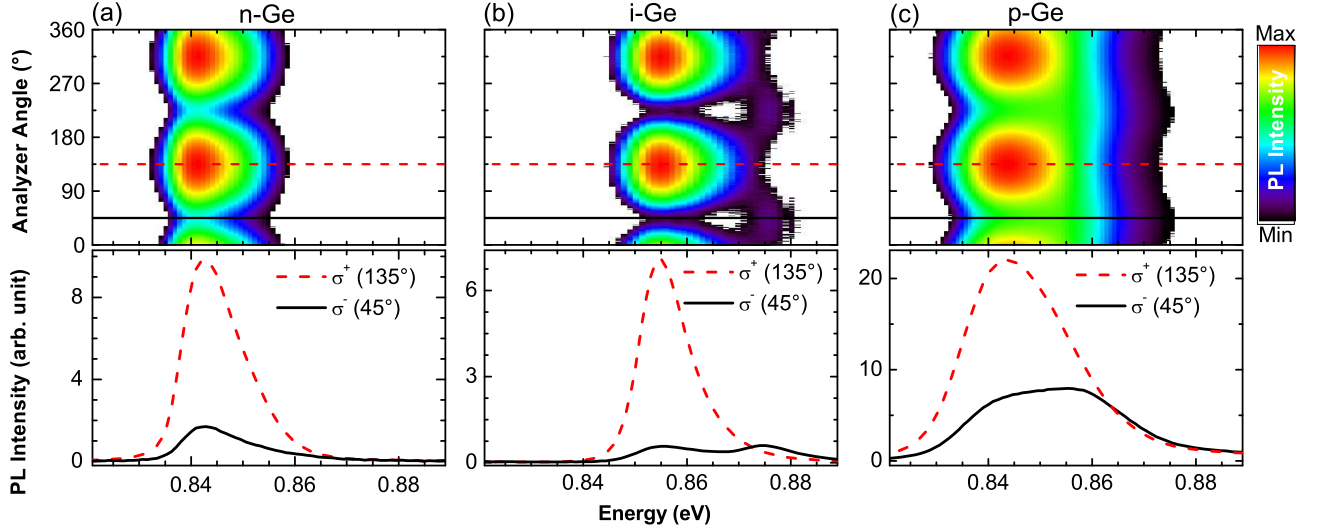 (a) n-Ge
(b) i-Ge
(c) p-Ge
Max
PL Intensity
Min
Analyzer Angle (°)
360
270
180
90
0
PL Intensity (arb. unit)
8
4
0
σ⁺ (135°)
σ⁻ (45°)
6
3
0
σ⁺ (135°)
σ⁻ (45°)
20
10
0
σ⁺ (135°)
σ⁻ (45°)
0.84 0.86 0.88
0.84 0.86 0.88
0.84 0.86 0.88
Energy (eV)